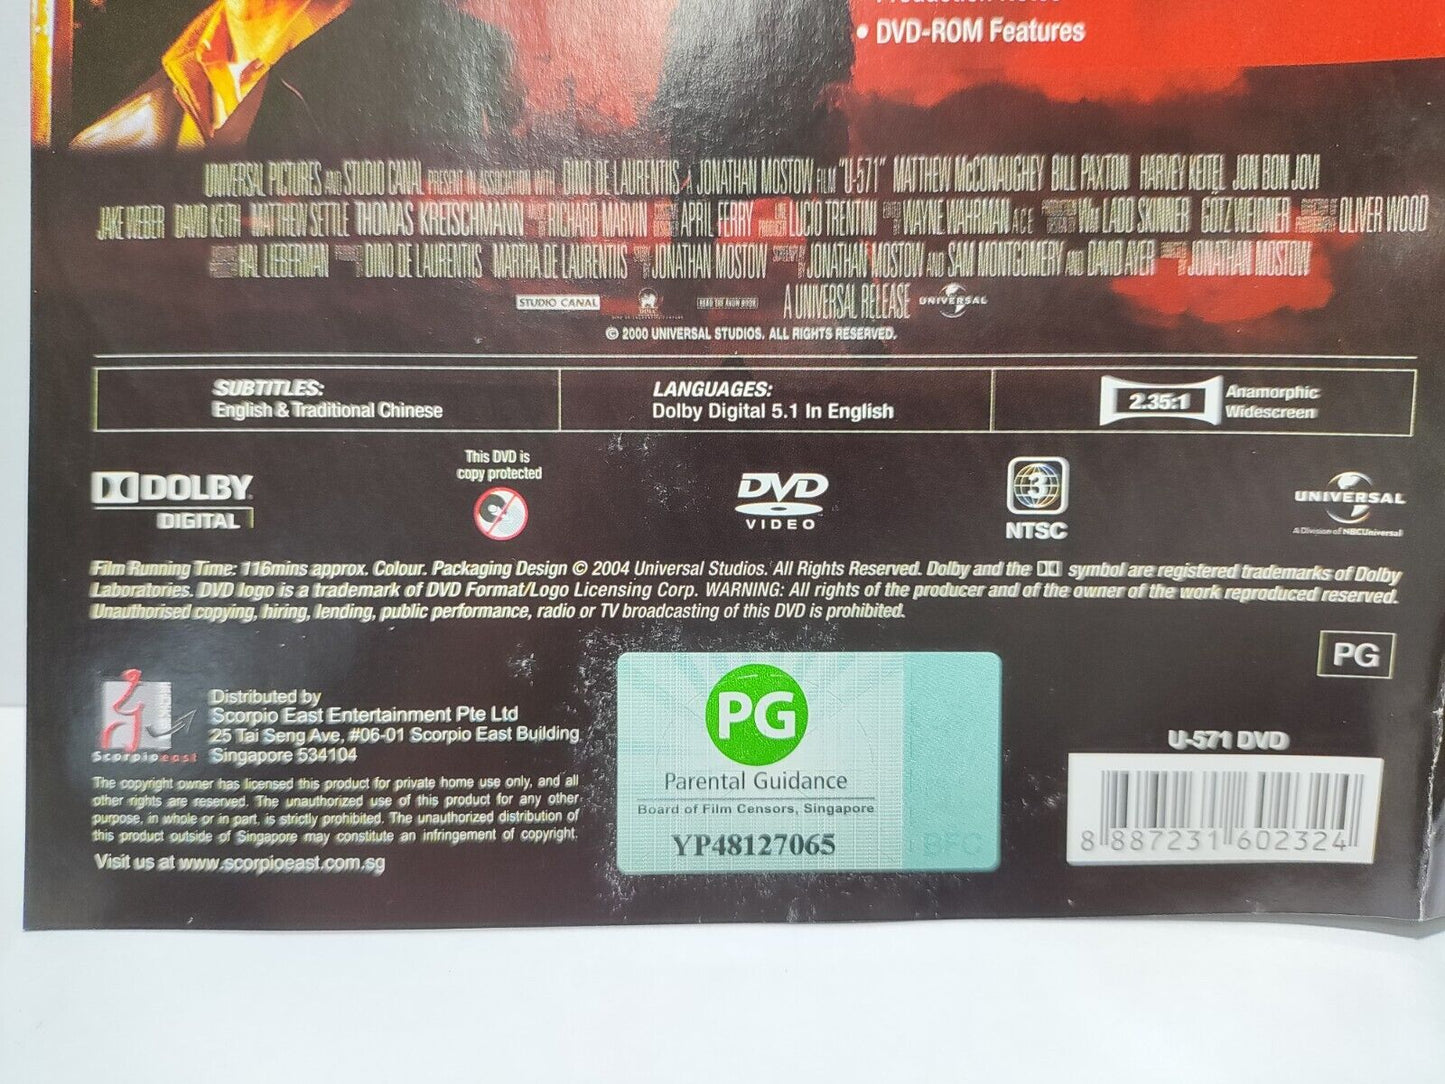 • DVD-ROM Features
UNIVERSAL PICTURES AND STUDIO CANAL PRESENT IN ASSOCIATION WITH DINO DE LAURENTIIS A JONATHAN MOSTOW FILM "U-571" MATTHEW McCONAUGHEY BILL PAXTON HARVEY KEITEL JON BON JOVI
JAKE WEBER DAVID KEITH MATTHEW SETTLE THOMAS KRETSCHMANN RICHARD MARVIN APRIL FERRY LINE PRODUCER LUCIO TRENTINI WAYNE WAHRMAN A.C.E. WM. LADD SKINNER GÖTZ WEIDNER OLIVER WOOD
HAL LIEBERMAN DINO DE LAURENTIIS MARTHA DE LAURENTIIS JONATHAN MOSTOW JONATHAN MOSTOW AND SAM MONTGOMERY AND DAVID AYER JONATHAN MOSTOW
STUDIO CANAL READ THE AVON BOOK A UNIVERSAL RELEASE UNIVERSAL
© 2000 UNIVERSAL STUDIOS. ALL RIGHTS RESERVED.
SUBTITLES:
English & Traditional Chinese
LANGUAGES:
Dolby Digital 5.1 In English
2.35:1
Anamorphic
Widescreen
DOLBY
DIGITAL
This DVD is
copy protected
DVD
VIDEO
3
NTSC
UNIVERSAL
A Division of NBCUniversal
Film Running Time: 116mins approx. Colour. Packaging Design © 2004 Universal Studios. All Rights Reserved. Dolby and the symbol are registered trademarks of Dolby
Laboratories. DVD logo is a trademark of DVD Format/Logo Licensing Corp. WARNING: All rights of the producer and of the owner of the work reproduced reserved.
Unauthorised copying, hiring, lending, public performance, radio or TV broadcasting of this DVD is prohibited.
PG
Scorpio east
Distributed by
Scorpio East Entertainment Pte Ltd
25 Tai Seng Ave, #06-01 Scorpio East Building
Singapore 534104
The copyright owner has licensed this product for private home use only, and all
other rights are reserved. The unauthorized use of this product for any other
purpose, in whole or in part, is strictly prohibited. The unauthorized distribution of
this product outside of Singapore may constitute an infringement of copyright.
Visit us at www.scorpioeast.com.sg
PG
Parental Guidance
Board of Film Censors, Singapore
YP48127065
BFC
U-571 DVD
8 887231 602324